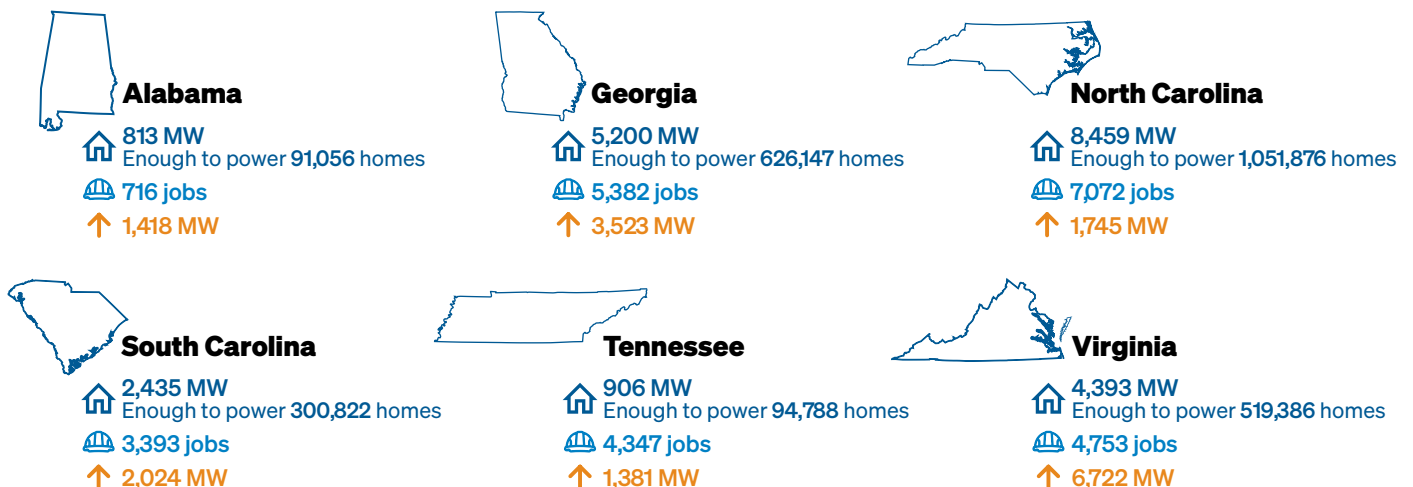 Alabama
813 MW
Enough to power 91,056 homes
716 jobs
1,418 MW
Georgia
5,200 MW
Enough to power 626,147 homes
5,382 jobs
3,523 MW
North Carolina
8,459 MW
Enough to power 1,051,876 homes
7,072 jobs
1,745 MW
South Carolina
2,435 MW
Enough to power 300,822 homes
3,393 jobs
2,024 MW
Tennessee
906 MW
Enough to power 94,788 homes
4,347 jobs
1,381 MW
Virginia
4,393 MW
Enough to power 519,386 homes
4,753 jobs
6,722 MW